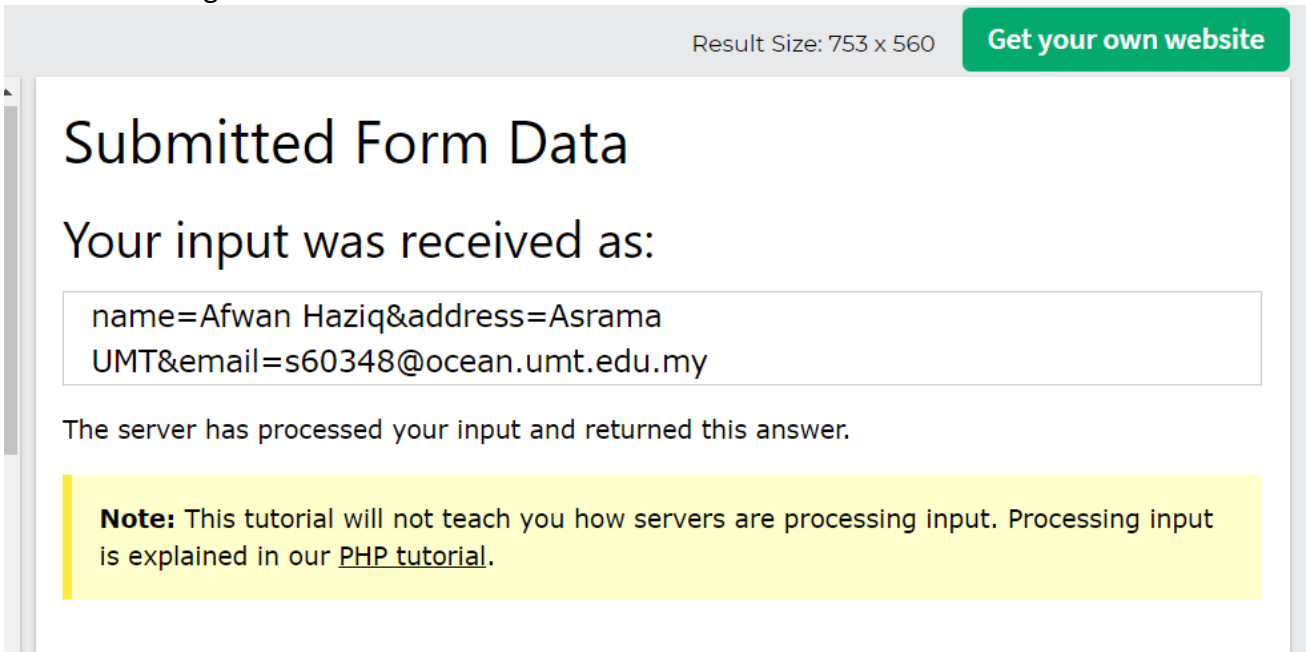 Result Size: 753 x 560
Get your own website
Submitted Form Data
Your input was received as:
name=Afwan Haziq&address=Asrama
UMT&email=s60348@ocean.umt.edu.my
The server has processed your input and returned this answer.
Note: This tutorial will not teach you how servers are processing input. Processing input
is explained in our PHP tutorial.